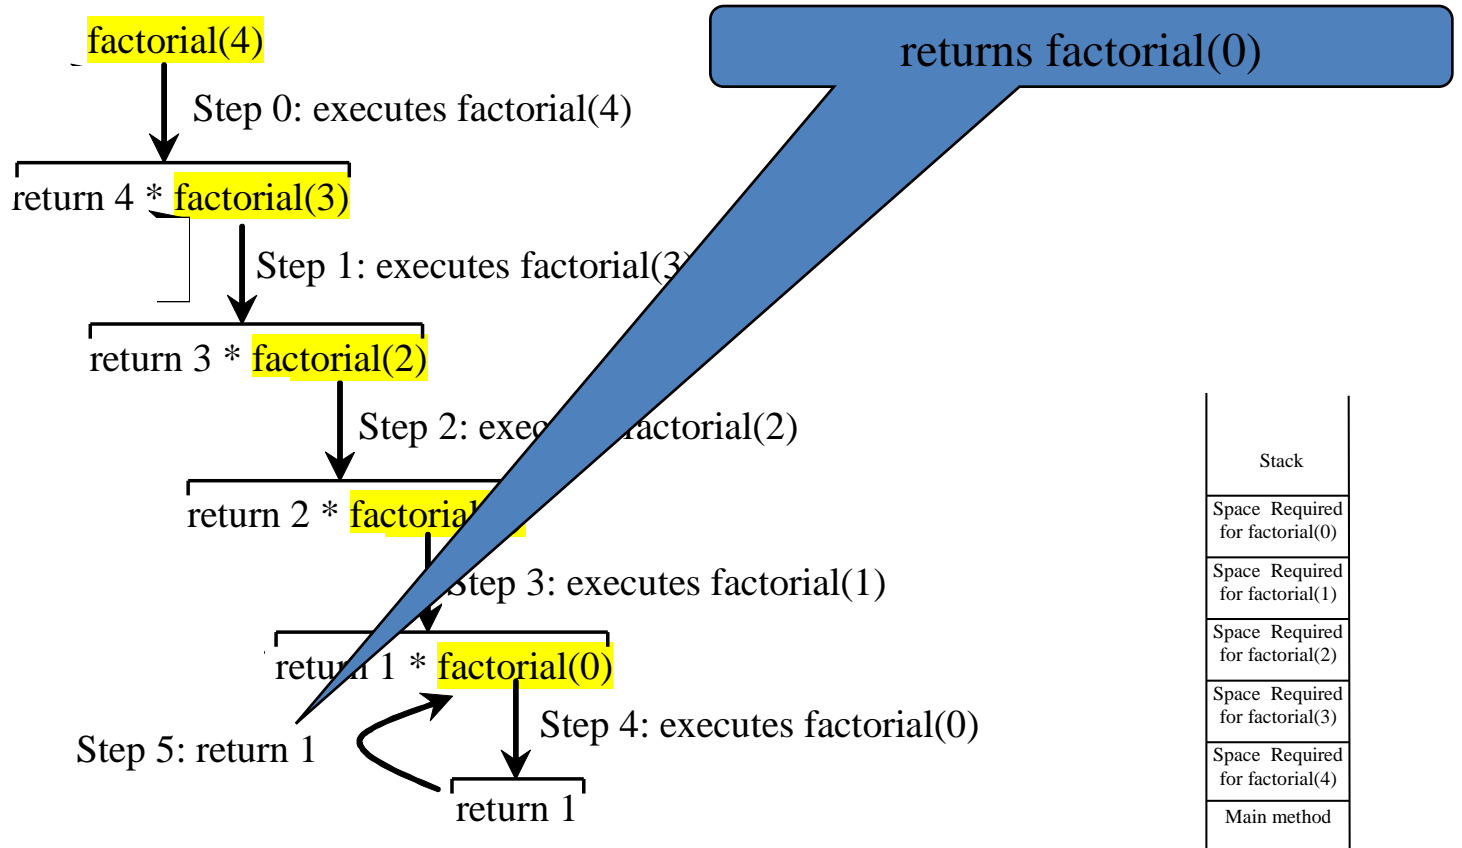 factorial(4)
returns factorial(0)
Step 0: executes factorial(4)
return 4 * factorial(3)
Step 1: executes factorial(3)
return 3 * factorial(2)
Step 2: factorial(2)
return 2 *
Step 3: executes factorial(1)
return 1 * factorial(0)
Step 4: executes factorial(0)
Step 5: return 1
return 1
Stack
Space Required
for factorial(0)
Space Required
for factorial(1)
Space Required
for factorial(2)
Space Required
for factorial(3)
Space Required
for factorial(4)
Main method